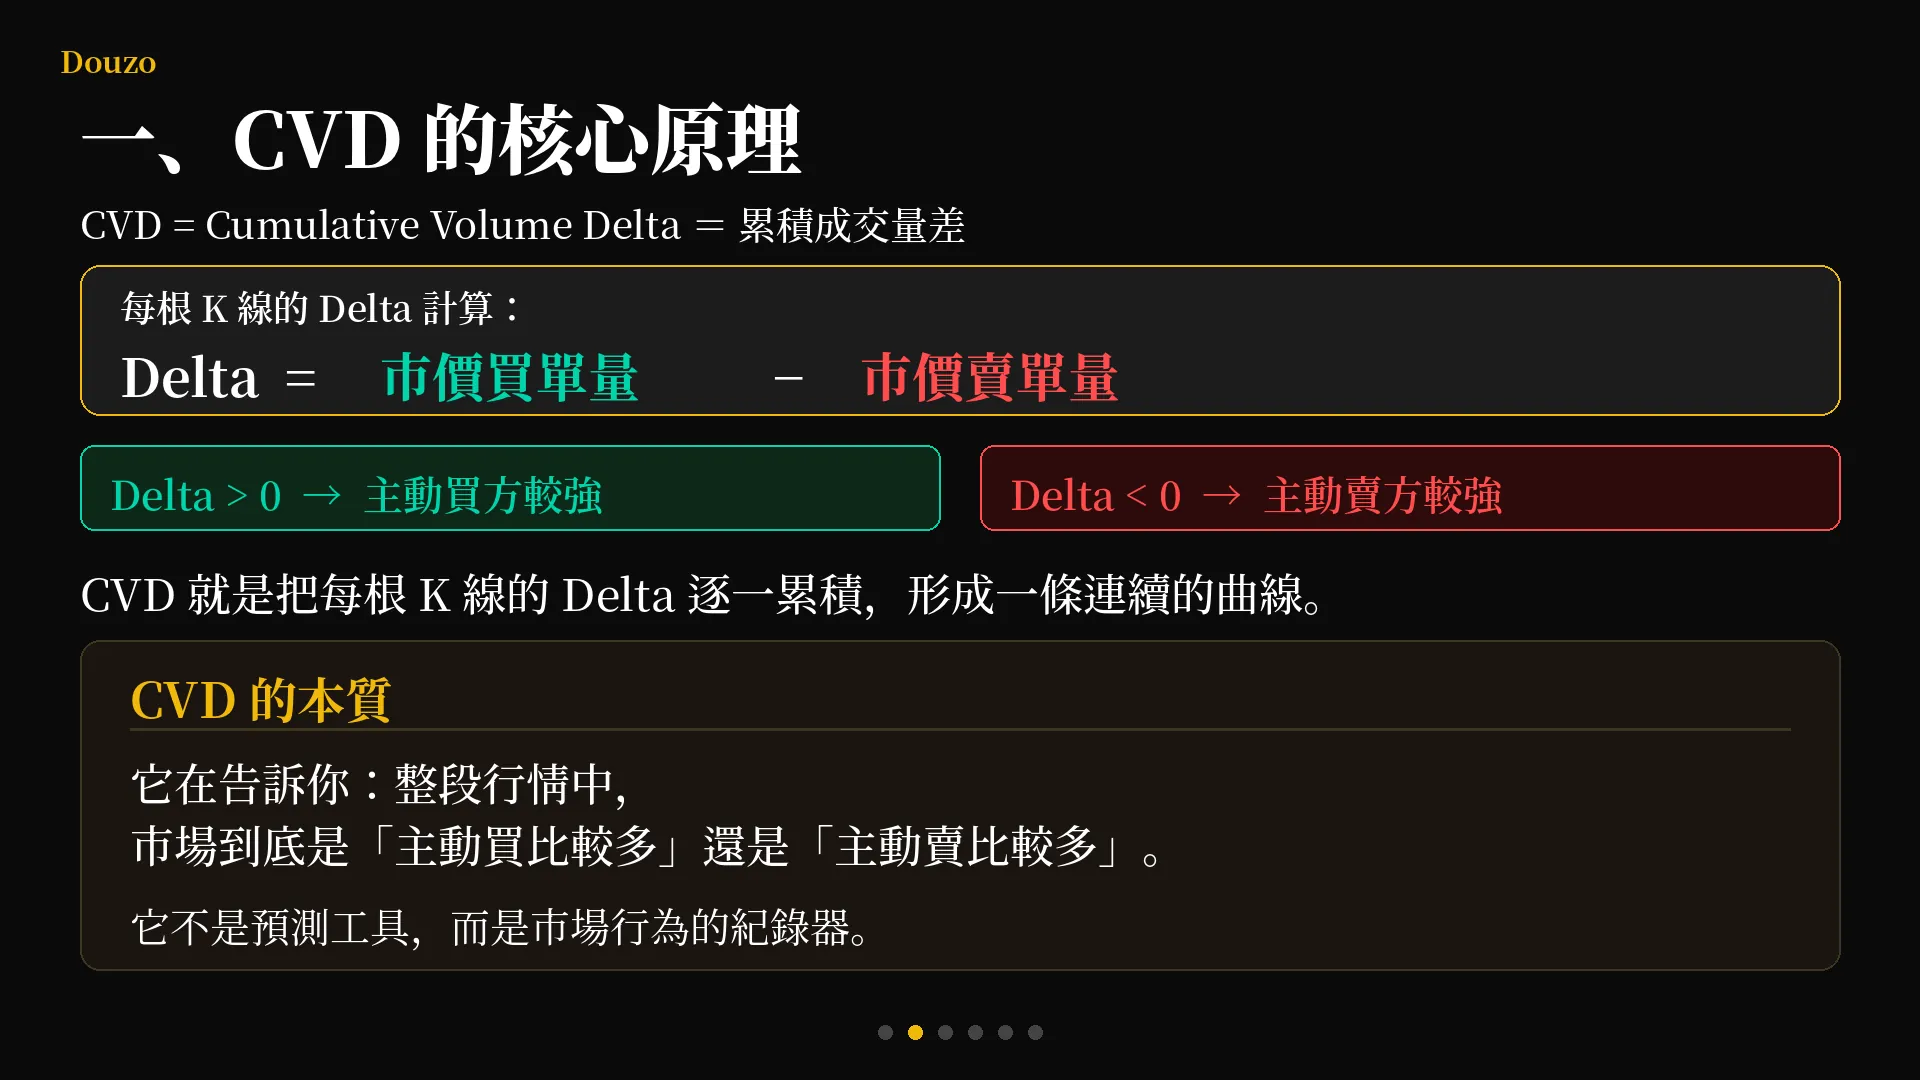 Douzo
一、CVD 的核心原理
CVD = Cumulative Volume Delta ＝ 累積成交量差
每根 K 線的 Delta 計算：
Delta = 市價買單量 − 市價賣單量
Delta > 0 → 主動買方較強
Delta < 0 → 主動賣方較強
CVD 就是把每根 K 線的 Delta 逐一累積，形成一條連續的曲線。
CVD 的本質
它在告訴你：整段行情中，
市場到底是「主動買比較多」還是「主動賣比較多」。
它不是預測工具，而是市場行為的紀錄器。